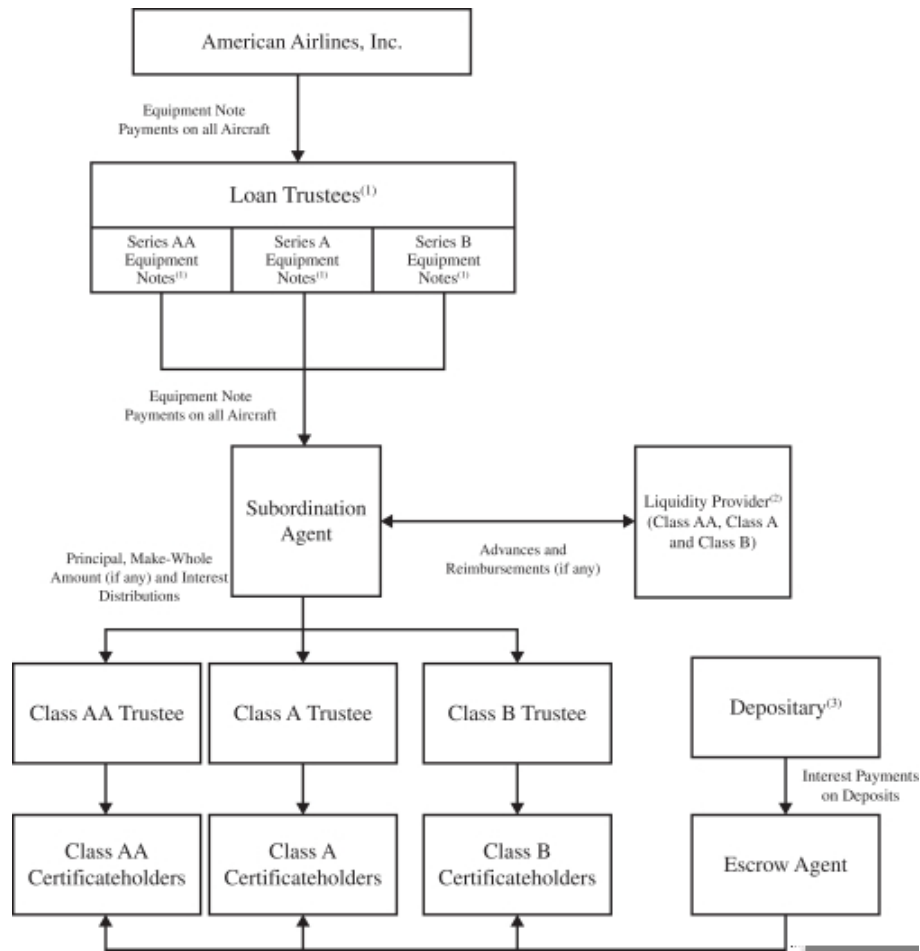 American Airlines, Inc.
Equipment Note
Payments on all Aircraft
Loan Trustees(1)
Series AA
Equipment
Notes(1)
Series A
Equipment
Notes(1)
Series B
Equipment
Notes(1)
Equipment Note
Payments on all Aircraft
Subordination
Agent
Liquidity Provider(2)
(Class AA, Class A
and Class B)
Advances and
Reimbursements (if any)
Principal, Make-Whole
Amount (if any) and Interest
Distributions
Class AA Trustee
Class A Trustee
Class B Trustee
Depositary(3)
Interest Payments
on Deposits
Class AA
Certificateholders
Class A
Certificateholders
Class B
Certificateholders
Escrow Agent